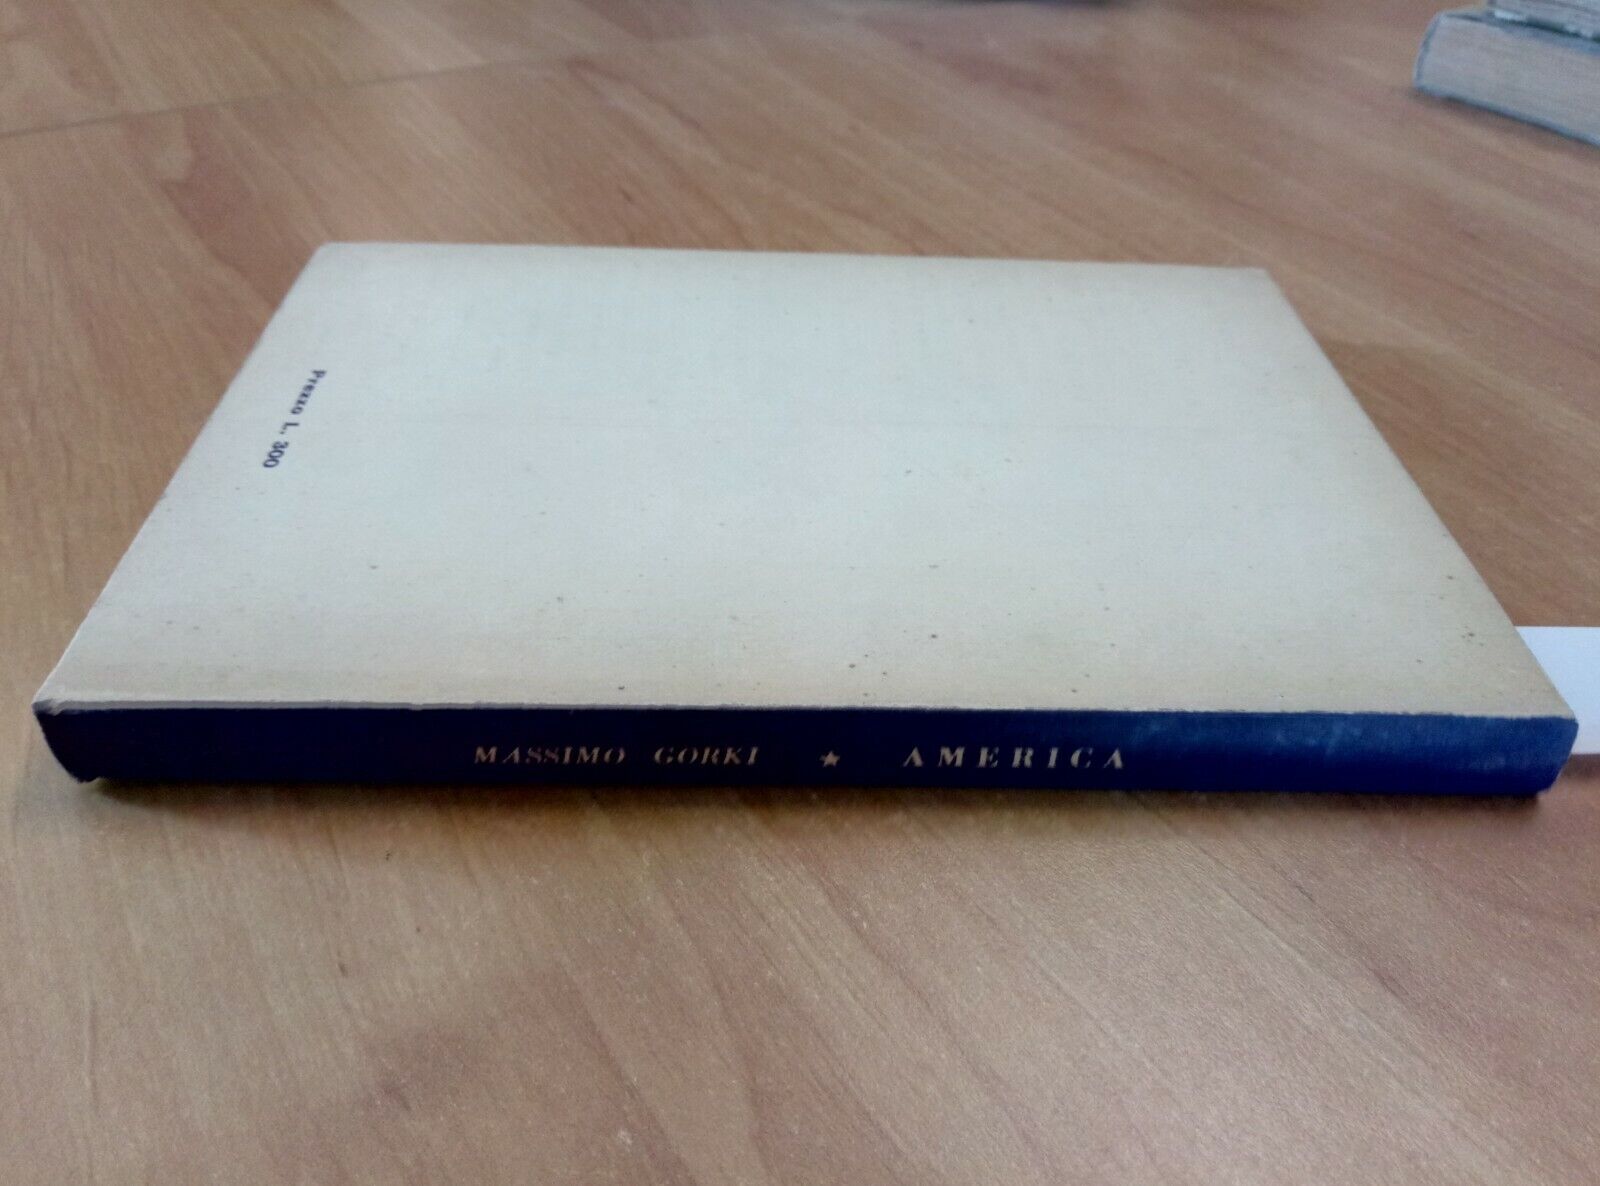 Prezzo L. 300
MASSIMO GORKI ★ AMERICA